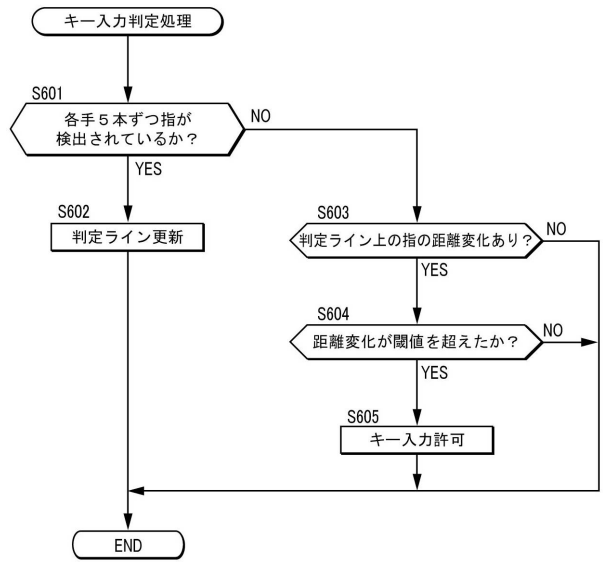 キー入力判定処理
S601
各手5本ずつ指が
検出されているか?
NO
YES
S602
判定ライン更新
S603
判定ライン上の指の距離変化あり?
NO
YES
S604
距離変化が閾値を超えたか?
NO
YES
S605
キー入力許可
END